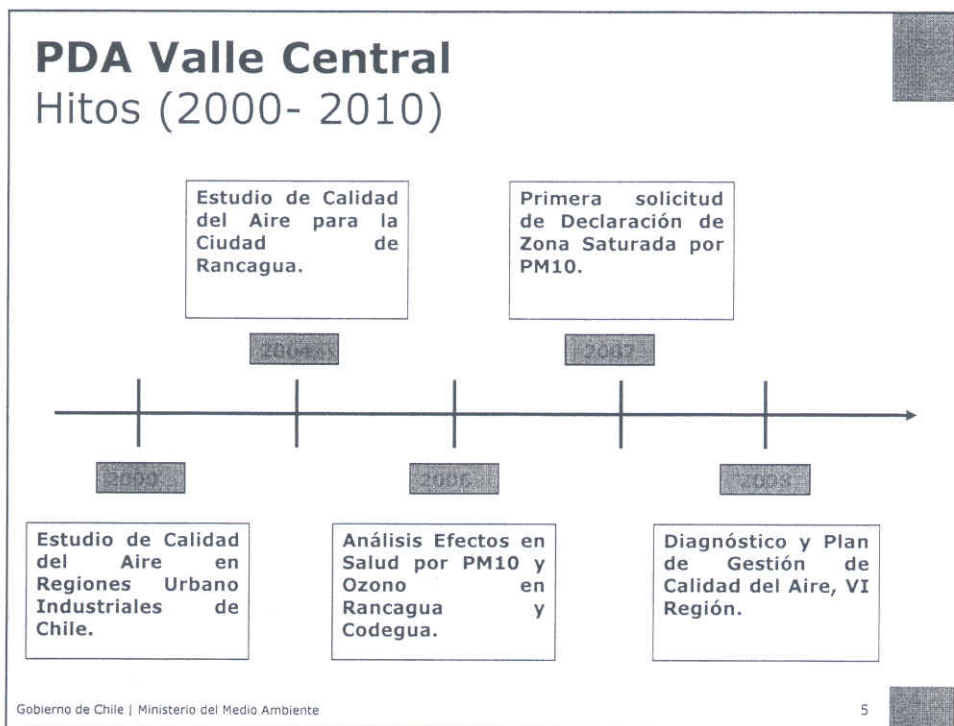 PDA Valle Central
Hitos (2000- 2010)
Estudio de Calidad
del Aire para la
Ciudad de
Rancagua.
Primera solicitud
de Declaración de
Zona Saturada por
PM10.
2004
2007
2000
2006
2008
Estudio de Calidad
del Aire en
Regiones Urbano
Industriales de
Chile.
Análisis Efectos en
Salud por PM10 y
Ozono en
Rancagua y
Codegua.
Diagnóstico y Plan
de Gestión de
Calidad del Aire, VI
Región.
Gobierno de Chile | Ministerio del Medio Ambiente
5